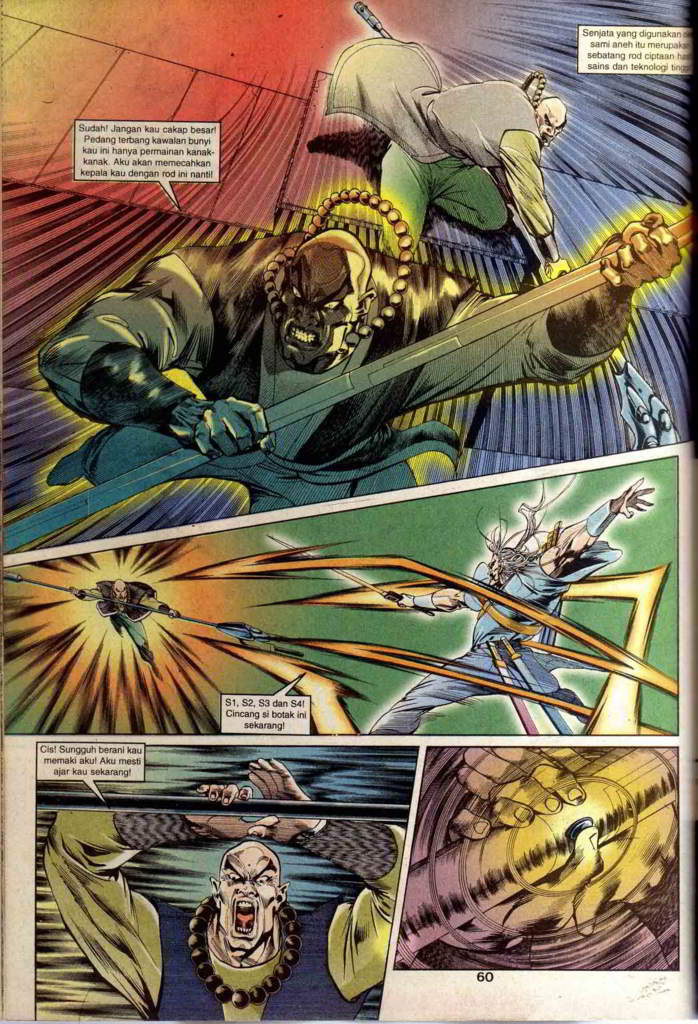 Senjata yang digunakan
sami aneh itu
sebatang rod ciptaan
sains dan teknologi
Sudah! Jangan kau cakap besar!
Pedang terbang kawalan bunyi
kau ini hanya permainan kanak-
kanak. Aku akan memecahkan
kepala kau dengan rod ini nanti!
S1, S2, S3 dan S4!
Cincang si botak ini
sekarang!
Cis! Sungguh berani kau
memaki aku! Aku mesti
ajar kau sekarang!
60